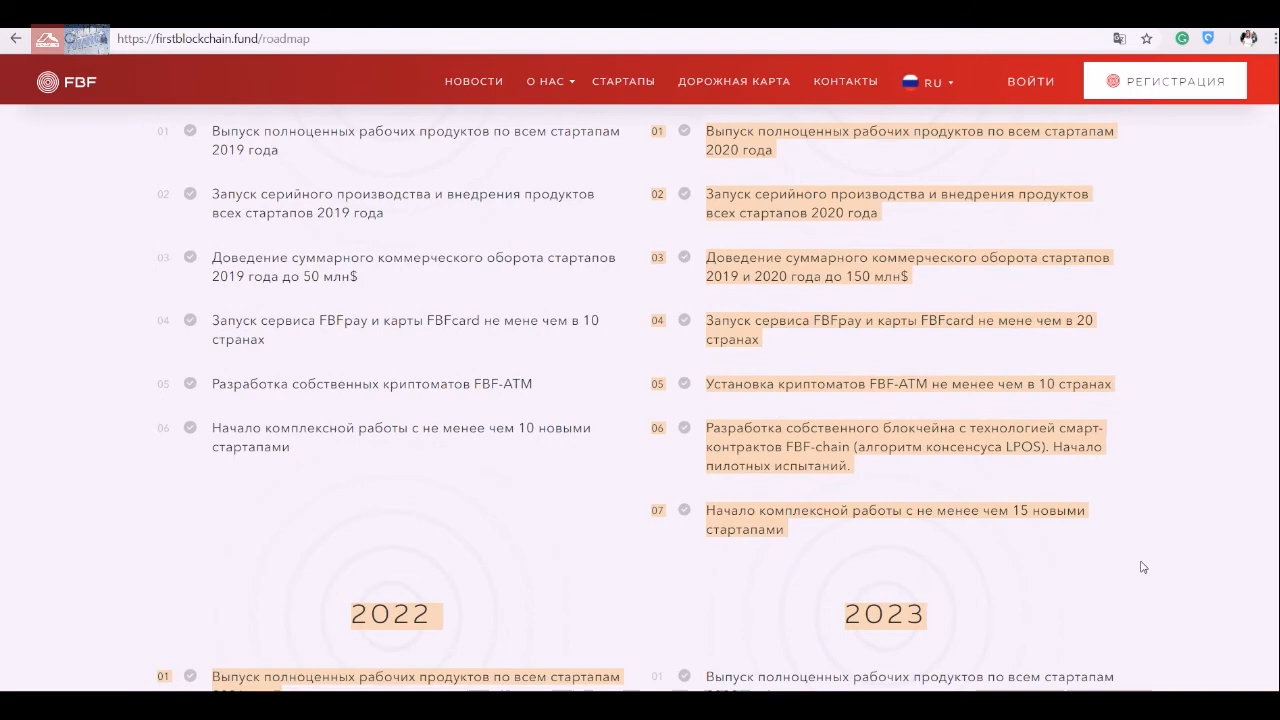 https://firstblockchain.fund/roadmap
FBF
НОВОСТИ
О НАС
СТАРТАПЫ
ДОРОЖНАЯ КАРТА
КОНТАКТЫ
RU
ВОЙТИ
РЕГИСТРАЦИЯ
01 Выпуск полноценных рабочих продуктов по всем стартапам
2019 года
02 Запуск серийного производства и внедрения продуктов
всех стартапов 2019 года
03 Доведение суммарного коммерческого оборота стартапов
2019 года до 50 млн$
04 Запуск сервиса FBFpay и карты FBFcard не мене чем в 10
странах
05 Разработка собственных криптоматов FBF-ATM
06 Начало комплексной работы с не менее чем 10 новыми
стартапами
01 Выпуск полноценных рабочих продуктов по всем стартапам
2020 года
02 Запуск серийного производства и внедрения продуктов
всех стартапов 2020 года
03 Доведение суммарного коммерческого оборота стартапов
2019 и 2020 года до 150 млн$
04 Запуск сервиса FBFpay и карты FBFcard не мене чем в 20
странах
05 Установка криптоматов FBF-ATM не менее чем в 10 странах
06 Разработка собственного блокчейна с технологией смарт-
контрактов FBF-chain (алгоритм консенсуса LPOS). Начало
пилотных испытаний.
07 Начало комплексной работы с не менее чем 15 новыми
стартапами
2022
01 Выпуск полноценных рабочих продуктов по всем стартапам
2023
01 Выпуск полноценных рабочих продуктов по всем стартапам